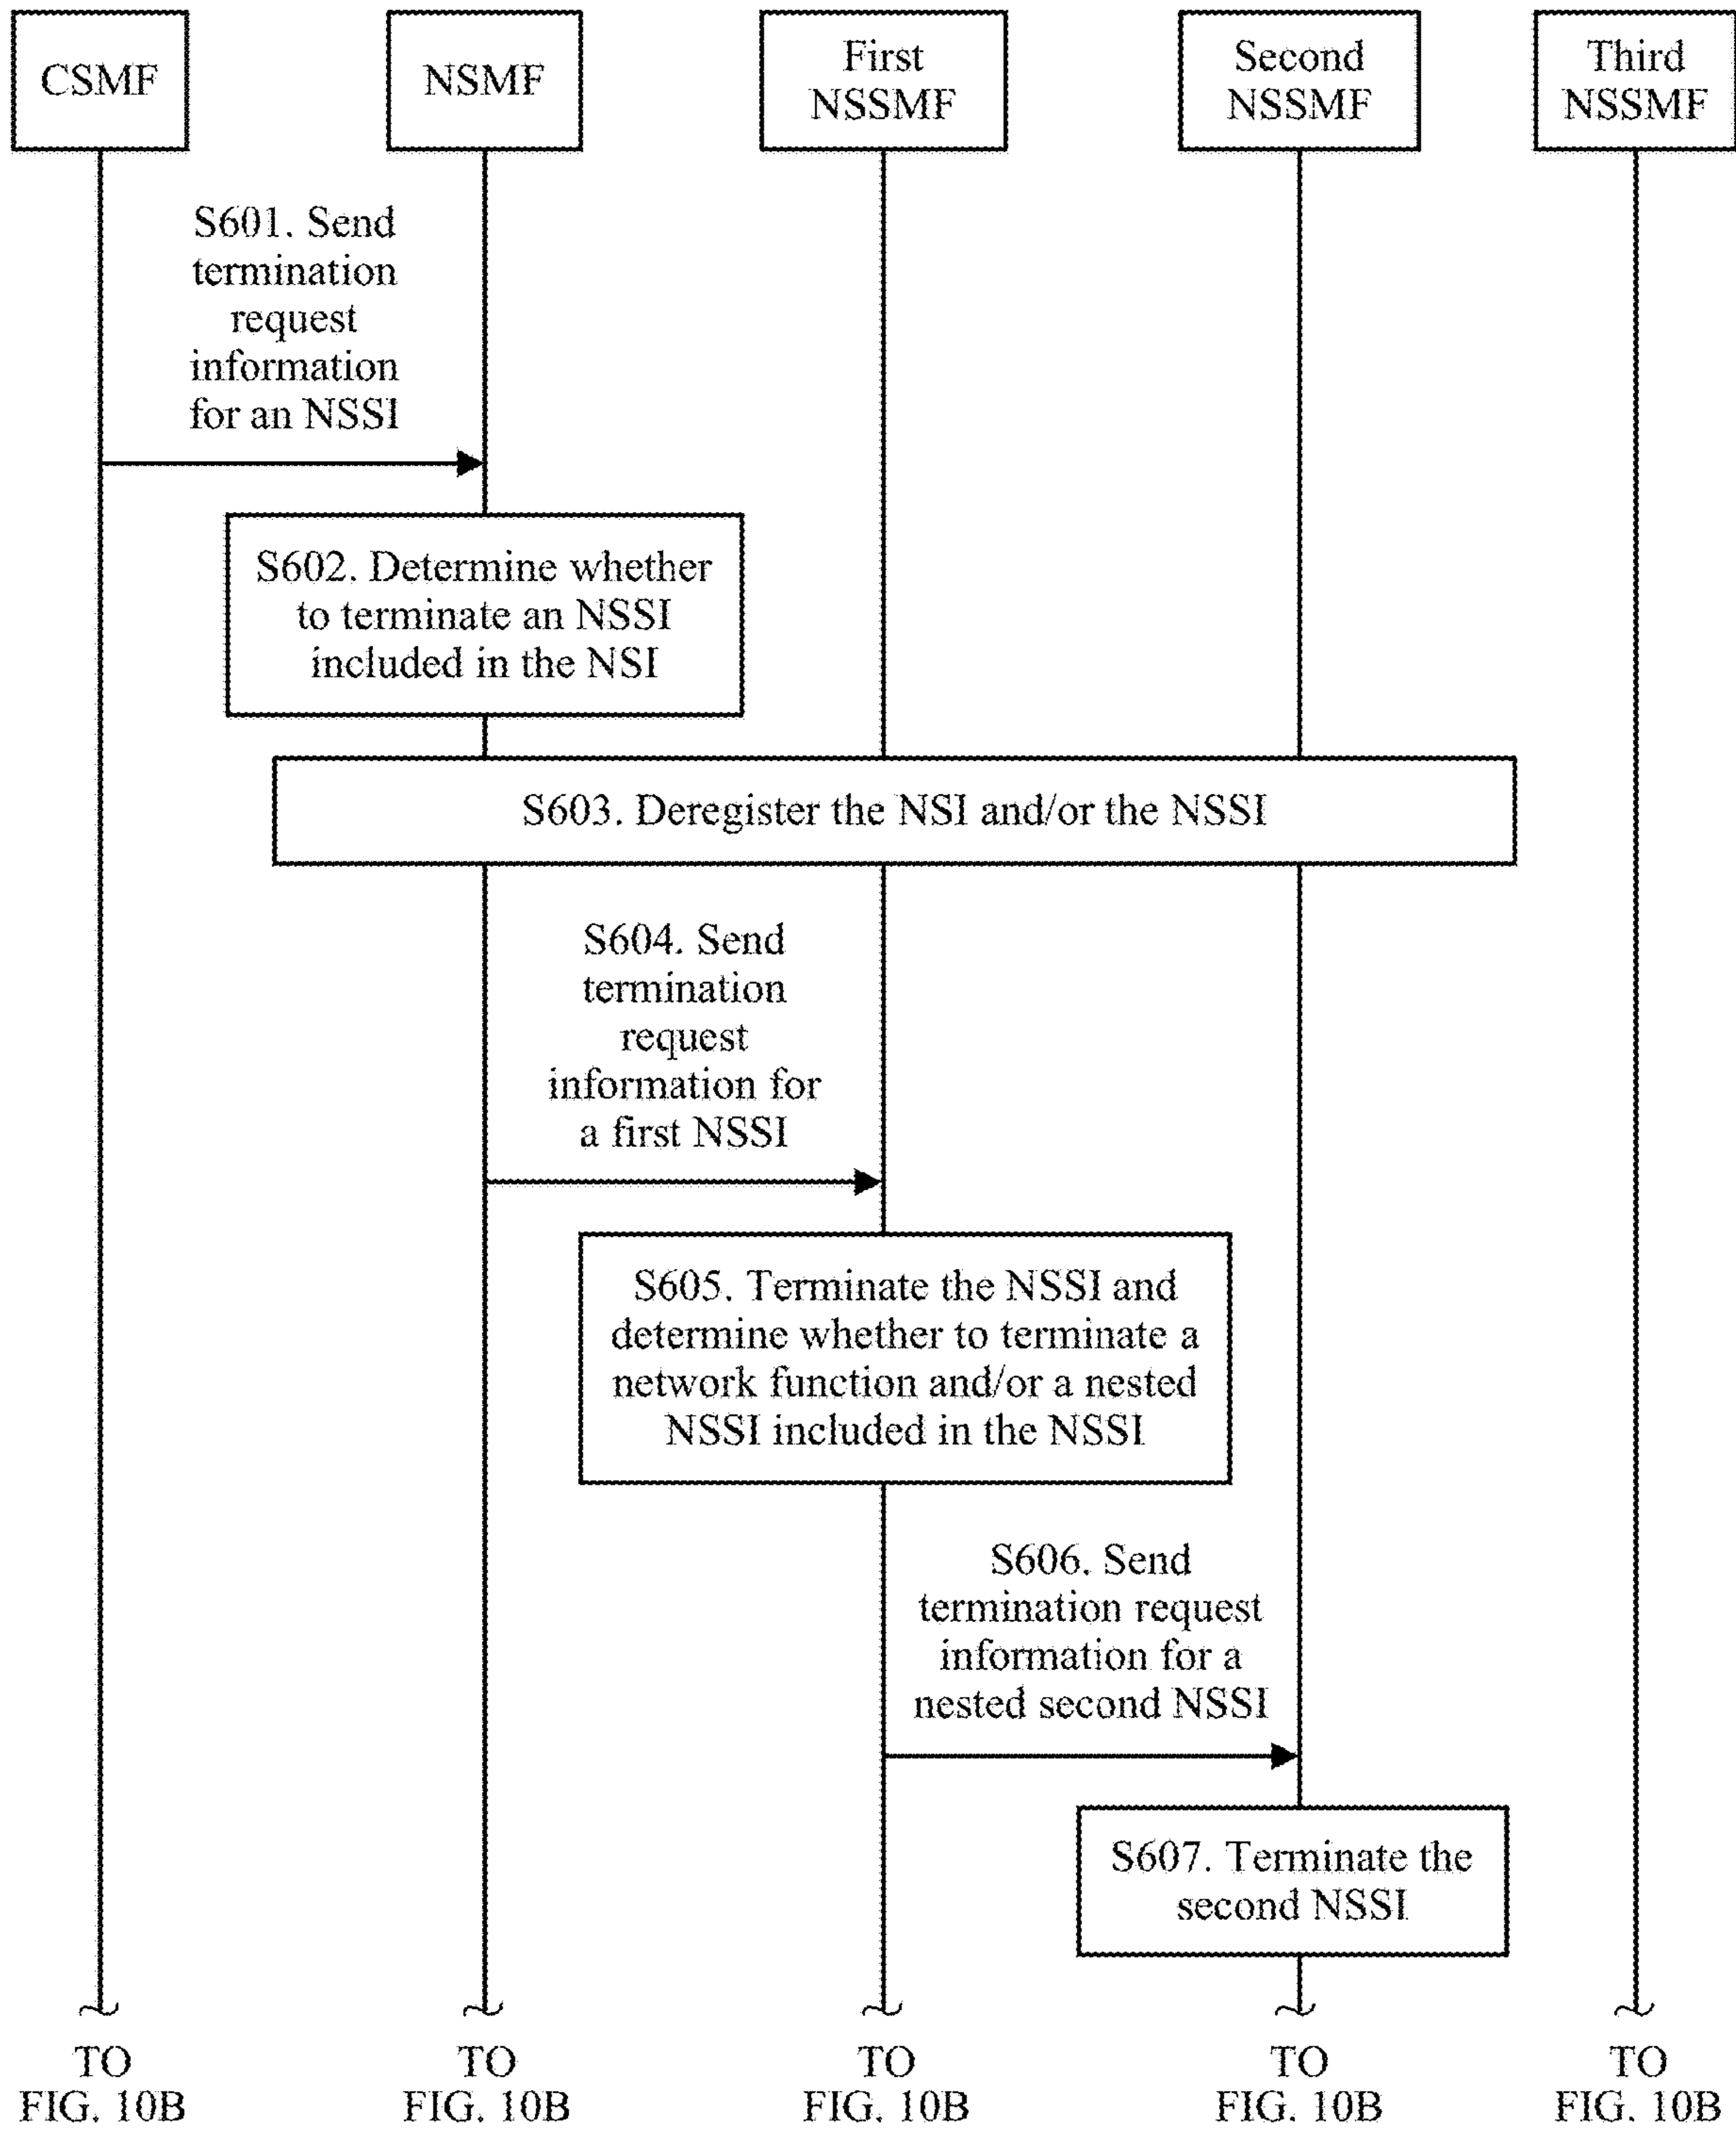 CSMF
NSMF
First
NSSMF
Second
NSSMF
Third
NSSMF
S601. Send
termination
request
information
for an NSSI
S602. Determine whether
to terminate an NSSI
included in the NSI
S603. Deregister the NSI and/or the NSSI
S604. Send
termination
request
information for
a first NSSI
S605. Terminate the NSSI and
determine whether to terminate a
network function and/or a nested
NSSI included in the NSSI
S606. Send
termination request
information for a
nested second NSSI
S607. Terminate the
second NSSI
TO
FIG. 10B
TO
FIG. 10B
TO
FIG. 10B
TO
FIG. 10B
TO
FIG. 10B